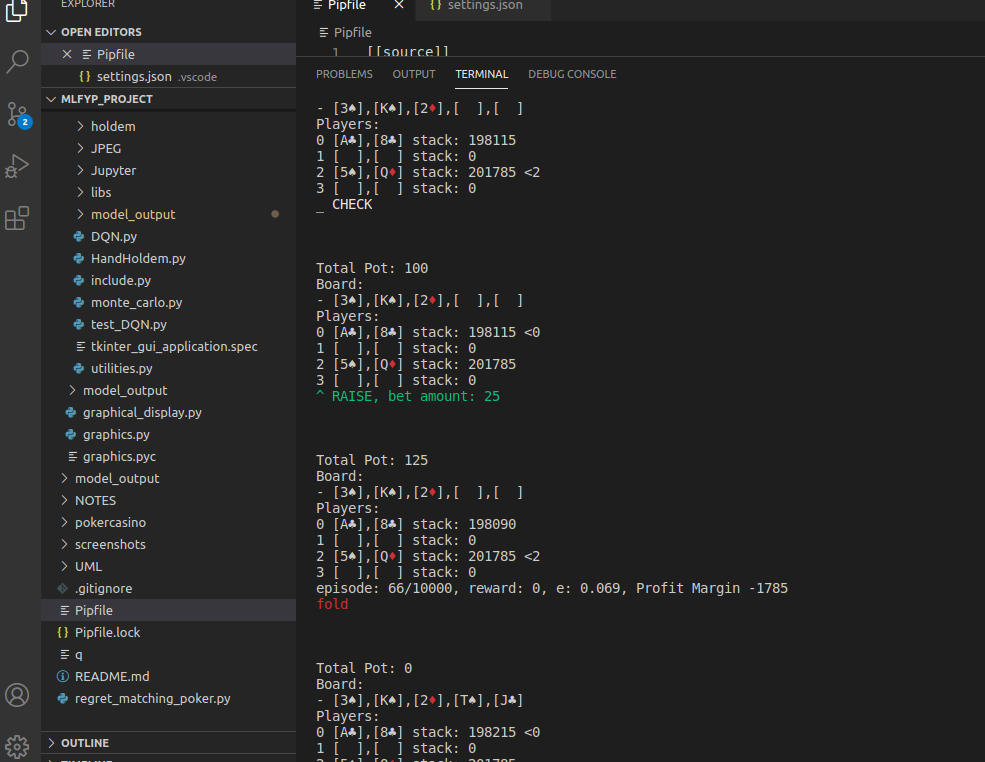 EXPLORER
OPEN EDITORS
Pipfile
{} settings.json .vscode
MLFYP_PROJECT
holdem
JPEG
Jupyter
libs
model_output
DQN.py
HandHoldem.py
include.py
monte_carlo.py
test_DQN.py
tkinter_gui_application.spec
utilities.py
model_output
graphical_display.py
graphics.py
graphics.pyc
model_output
NOTES
pokercasino
screenshots
UML
.gitignore
Pipfile
{} Pipfile.lock
q
README.md
regret_matching_poker.py
OUTLINE
2
Pipfile
{} settings.json
Pipfile
1 [[source]]
PROBLEMS OUTPUT TERMINAL DEBUG CONSOLE
- [3♠],[K♠],[2♦],[  ],[  ]
Players:
0 [A♣],[8♣] stack: 198115
1 [  ],[  ] stack: 0
2 [5♠],[Q♦] stack: 201785 <2
3 [  ],[  ] stack: 0
_ CHECK
Total Pot: 100
Board:
- [3♠],[K♠],[2♦],[  ],[  ]
Players:
0 [A♣],[8♣] stack: 198115 <0
1 [  ],[  ] stack: 0
2 [5♠],[Q♦] stack: 201785
3 [  ],[  ] stack: 0
^ RAISE, bet amount: 25
Total Pot: 125
Board:
- [3♠],[K♠],[2♦],[  ],[  ]
Players:
0 [A♣],[8♣] stack: 198090
1 [  ],[  ] stack: 0
2 [5♠],[Q♦] stack: 201785 <2
3 [  ],[  ] stack: 0
episode: 66/10000, reward: 0, e: 0.069, Profit Margin -1785
fold
Total Pot: 0
Board:
- [3♠],[K♠],[2♦],[T♠],[J♣]
Players:
0 [A♣],[8♣] stack: 198215 <0
1 [  ],[  ] stack: 0